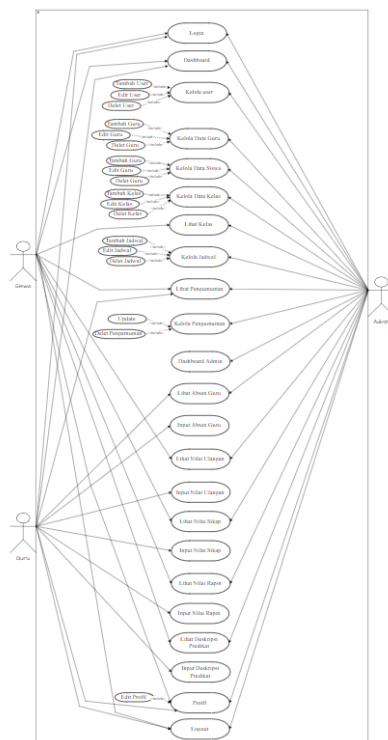 Login
Dashboard
Tambah User
Edit User
Delet User
Kelola user
Tambah Guru
Edit Guru
Delet Guru
Kelola Data Guru
Tambah Guru
Edit Guru
Delet Guru
Kelola Data Siswa
Tambah Kelas
Edit Kelas
Delet Kelas
Kelola Data Kelas
Lihat Kelas
Tambah Jadwal
Edit Jadwal
Delet Jadwal
Kelola Jadwal
Siswa
Lihat Pengumuman
Admin
Update
Delet Pengumuman
Kelola Pengumuman
Dashboard Admin
Lihat Absen Guru
Input Absen Guru
Lihat Nilai Ulangan
Input Nilai Ulangan
Lihat Nilai Sikap
Guru
Input Nilai Sikap
Lihat Nilai Rapot
Input Nilai Rapot
Lihat Deskripsi
Predikat
Input Deskripsi
Predikat
Edit Profil
Profil
Logout